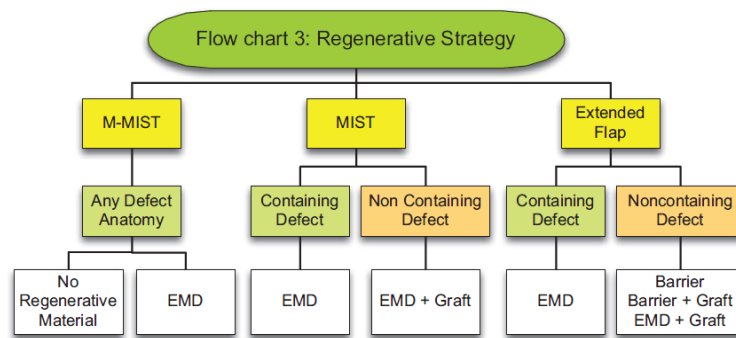 Flow chart 3: Regenerative Strategy
M-MIST
MIST
Extended
Flap
Any Defect
Anatomy
Containing
Defect
Non Containing
Defect
Containing
Defect
Noncontaining
Defect
No
Regenerative
Material
EMD
EMD
EMD + Graft
EMD
Barrier
Barrier + Graft
EMD + Graft